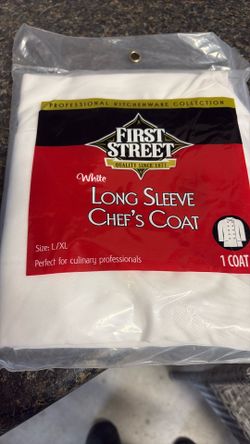 PROFESSIONAL KITCHENWARE COLLECTION
FIRST
STREET
QUALITY SINCE 1871
White
LONG SLEEVE
CHEF'S COAT
Size: L/XL
Perfect for culinary professionals
1 COAT